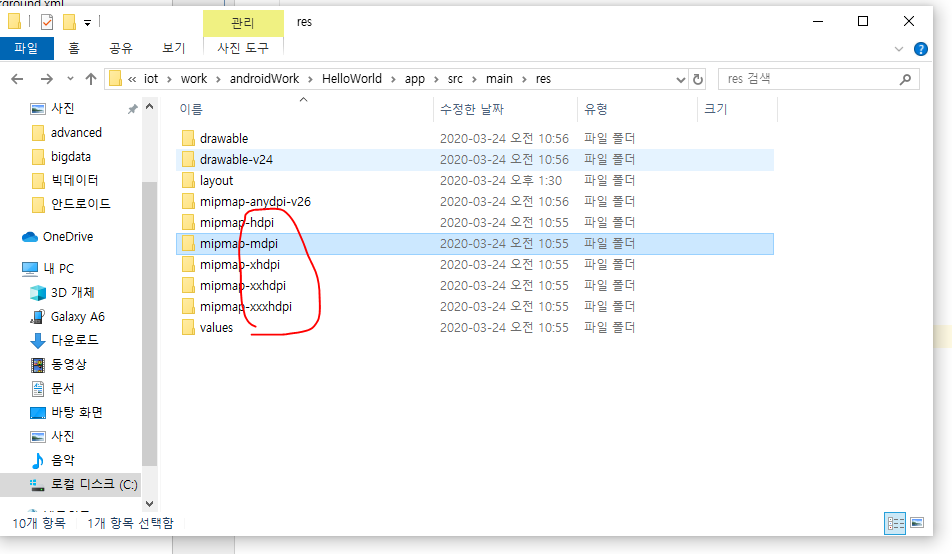 관리
res
파일
홈
공유
보기
사진 도구
« iot > work > androidWork > HelloWorld > app > src > main > res
res 검색
사진
advanced
bigdata
빅데이터
안드로이드
OneDrive
내 PC
3D 개체
Galaxy A6
다운로드
동영상
문서
바탕 화면
사진
음악
로컬 디스크 (C:)
이름 수정한 날짜 유형 크기
drawable 2020-03-24 오전 10:56 파일 폴더
drawable-v24 2020-03-24 오전 10:56 파일 폴더
layout 2020-03-24 오후 1:30 파일 폴더
mipmap-anydpi-v26 2020-03-24 오전 10:56 파일 폴더
mipmap-hdpi 2020-03-24 오전 10:55 파일 폴더
mipmap-mdpi 2020-03-24 오전 10:55 파일 폴더
mipmap-xhdpi 2020-03-24 오전 10:55 파일 폴더
mipmap-xxhdpi 2020-03-24 오전 10:55 파일 폴더
mipmap-xxxhdpi 2020-03-24 오전 10:55 파일 폴더
values 2020-03-24 오전 10:55 파일 폴더
10개 항목
1개 항목 선택함